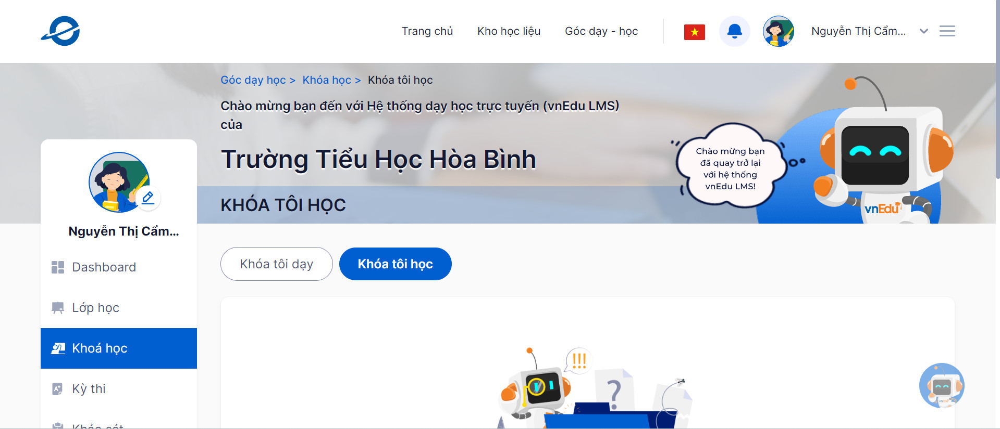 Trang chủ
Kho học liệu
Góc dạy - học
Nguyễn Thị Cẩm...
Góc dạy học > Khóa học > Khóa tôi học
Chào mừng bạn đến với Hệ thống dạy học trực tuyến (vnEdu LMS)
của
Trường Tiểu Học Hòa Bình
KHÓA TÔI HỌC
Chào mừng bạn
đã quay trở lại
với hệ thống
vnEdu LMS!
vnEdu
Nguyễn Thị Cẩm...
Dashboard
Lớp học
Khoá học
Kỳ thi
Khảo sát
Khóa tôi dạy
Khóa tôi học
!!!
?